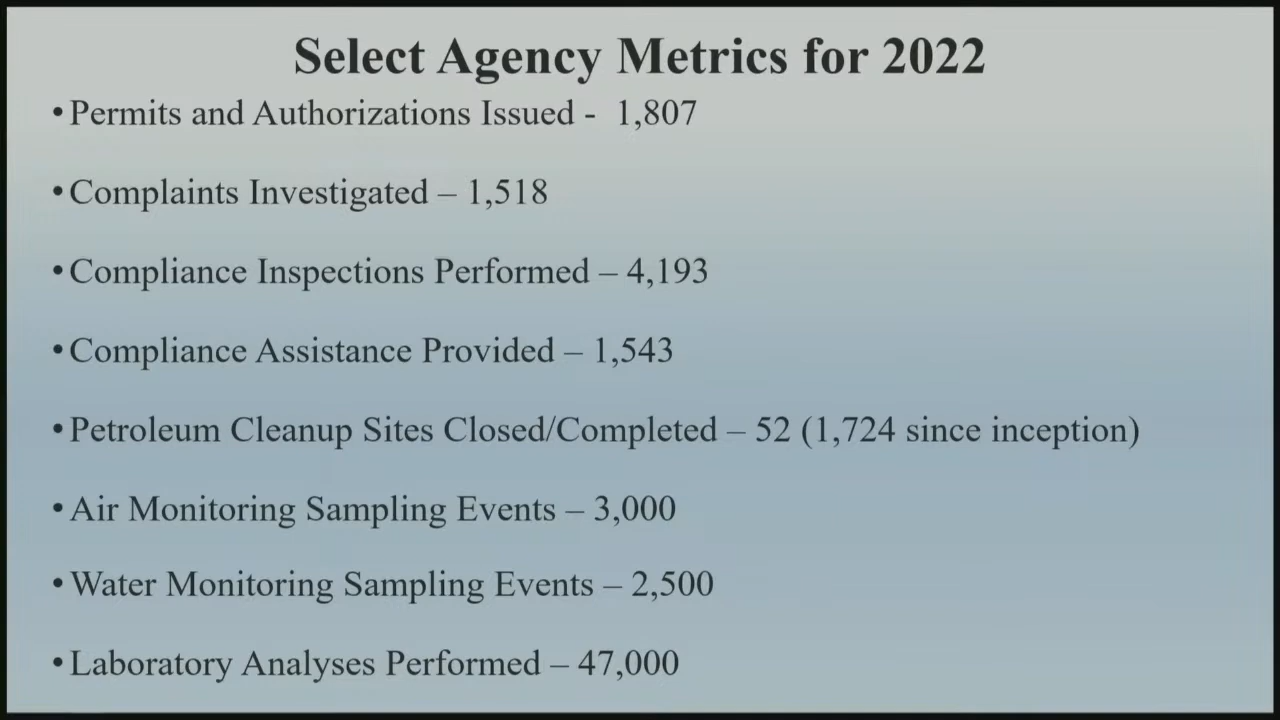 Select Agency Metrics for 2022
•Permits and Authorizations Issued -  1,807
•Complaints Investigated – 1,518
•Compliance Inspections Performed – 4,193
•Compliance Assistance Provided – 1,543
•Petroleum Cleanup Sites Closed/Completed – 52 (1,724 since inception)
•Air Monitoring Sampling Events – 3,000
•Water Monitoring Sampling Events – 2,500
•Laboratory Analyses Performed – 47,000